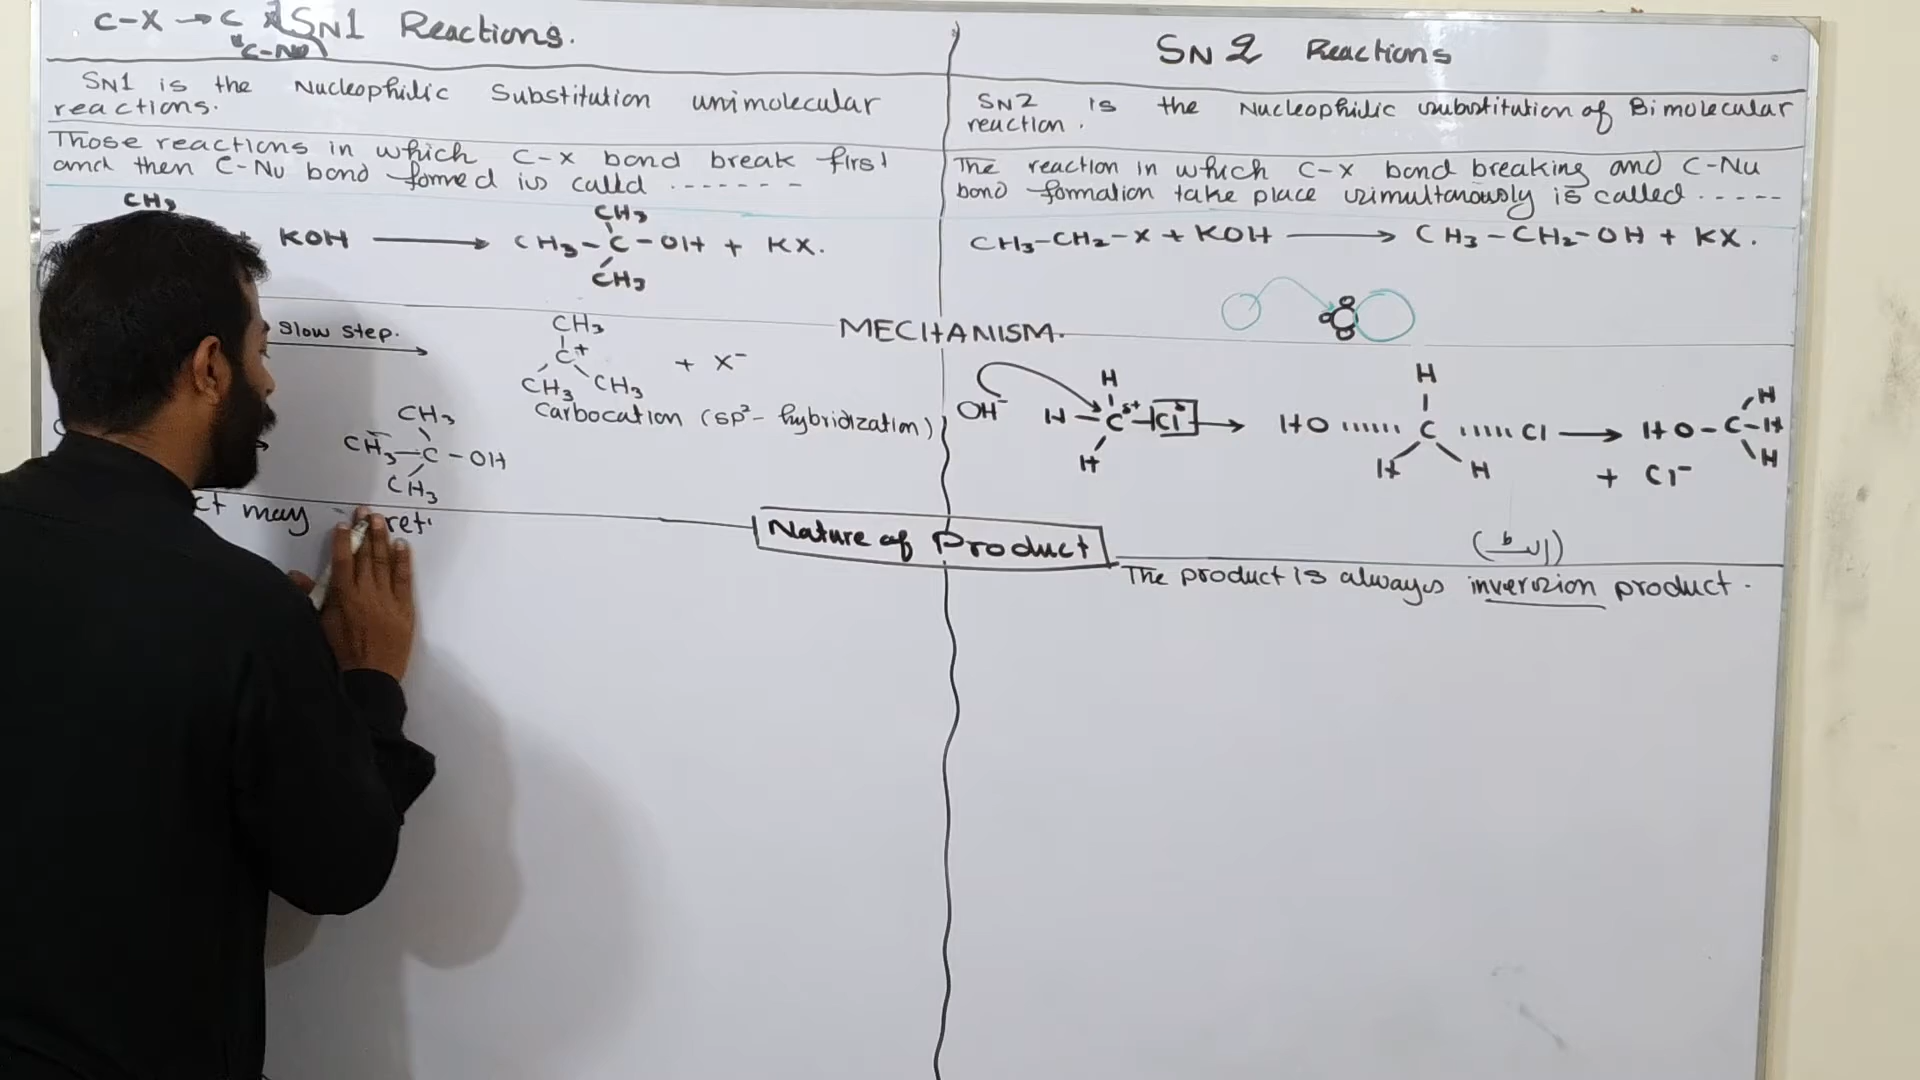 C-X → C X SN1 Reactions.
C-Nu
SN1 is the Nucleophilic Substitution unimolecular
reactions.
Those reactions in which C-X bond break first
and then C-Nu bond formed is called .......
CH3
+ KOH → CH3-C-OH + KX.
CH3
CH3
Slow step.
CH3
C+
CH3 CH3
+ X-
Carbocation (SP2- hybridization)
CH3
CH3-C-OH
CH3
ct may ret
SN2 Reactions
SN2 is the Nucleophilic substitution of Bimolecular
reaction.
The reaction in which C-X bond breaking and C-Nu
bond formation take place simultanously is called .....
CH3-CH2-X + KOH → CH3-CH2-OH + KX.
MECHANISM.
H
OH- H-C δ+ -Cl δ- →
H
H
HO ...... C ..... Cl →
H H
H
HO-C-H
H
+ Cl-
Nature of Product
(الٹ)
The product is always inversion product.